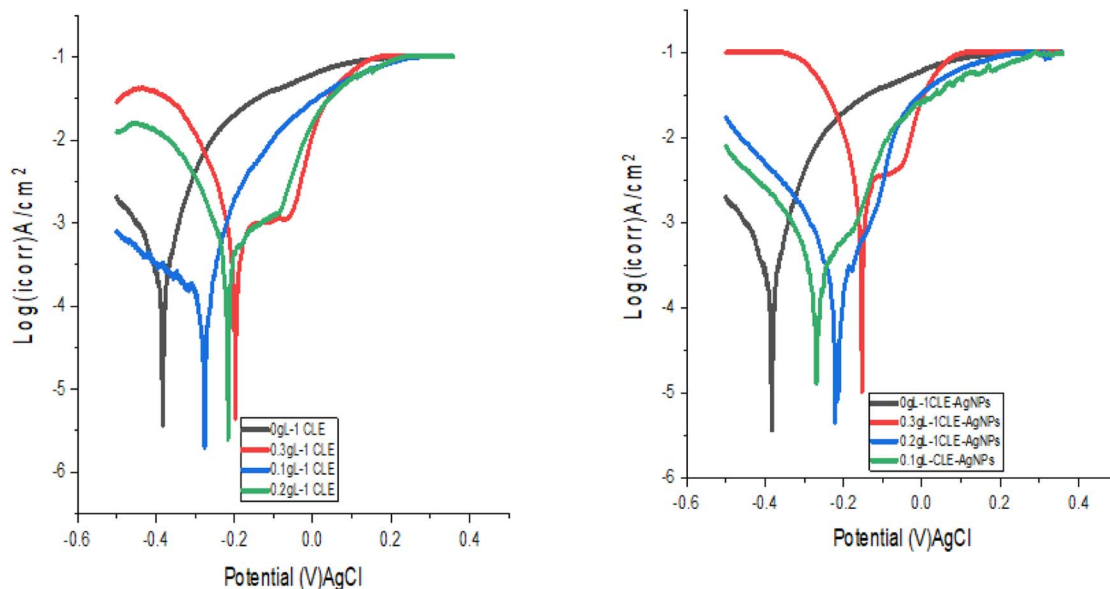 Log(icorr)A/cm2
-1
-2
-3
-4
-5
-6
-0.6
-0.4
-0.2
0.0
0.2
0.4
Potential (V)AgCl
0gL-1 CLE
0.3gL-1 CLE
0.1gL-1 CLE
0.2gL-1 CLE
Log(icorr)A/cm2
0
-1
-2
-3
-4
-5
-6
-0.6
-0.4
-0.2
0.0
0.2
0.4
Potential (V)AgCl
0gL-1CLE-AgNPs
0.3gL-1CLE-AgNPs
0.2gL-1CLE-AgNPs
0.1gL-CLE-AgNPs